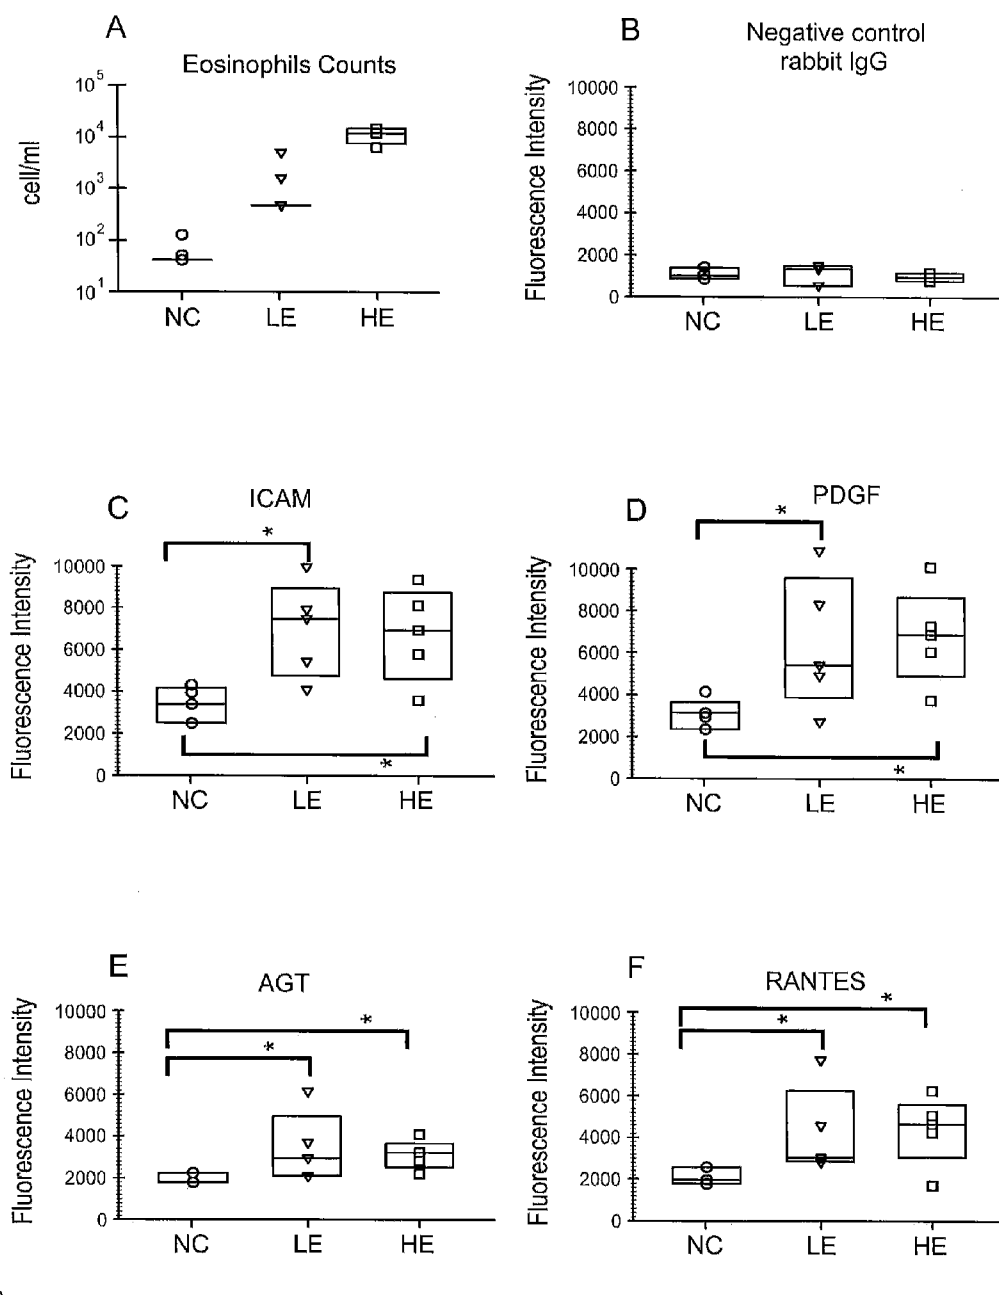 A
Eosinophils Counts
cell/ml
10^5
10^4
10^3
10^2
10^1
NC LE HE
B
Negative control
rabbit IgG
Fluorescence Intensity
10000
8000
6000
4000
2000
0
NC LE HE
C
ICAM
*
Fluorescence Intensity
10000
8000
6000
4000
2000
0
*
NC LE HE
D
PDGF
*
Fluorescence Intensity
10000
8000
6000
4000
2000
0
*
NC LE HE
E
AGT
*
*
Fluorescence Intensity
10000
8000
6000
4000
2000
0
NC LE HE
F
RANTES
*
*
Fluorescence Intensity
10000
8000
6000
4000
2000
0
NC LE HE